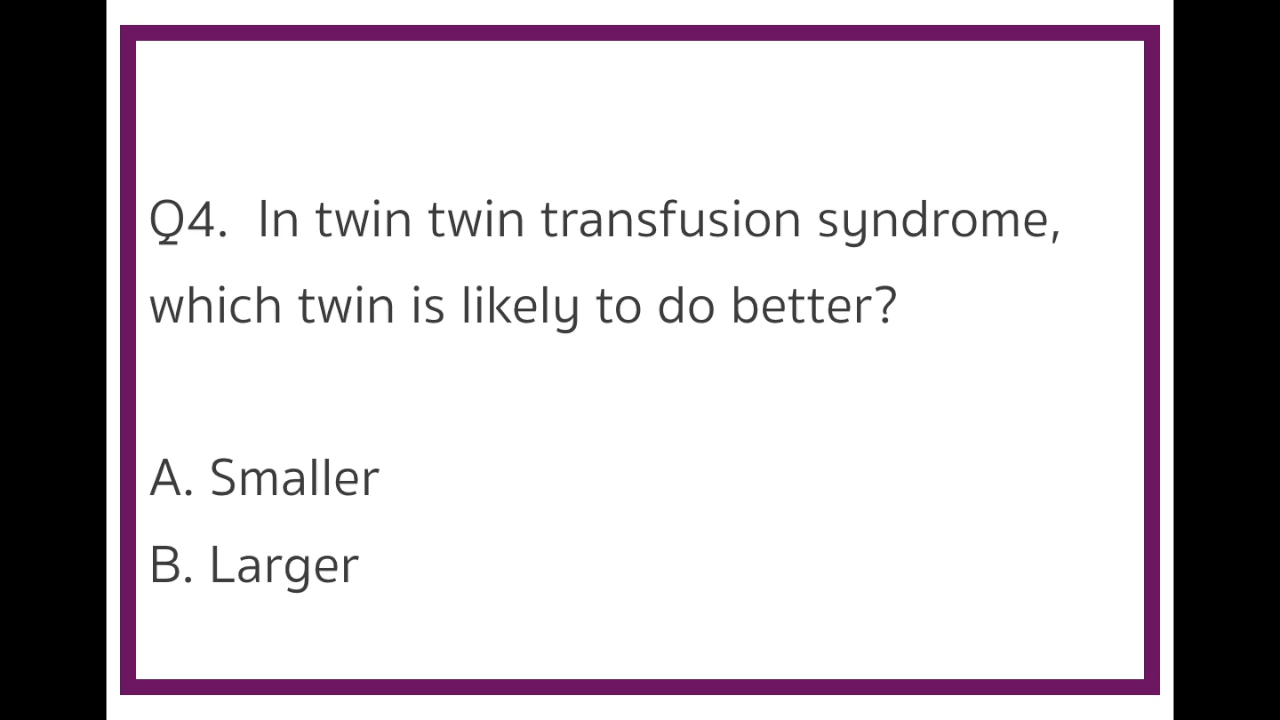 Q4.  In twin twin transfusion syndrome,
which twin is likely to do better?
A. Smaller
B. Larger